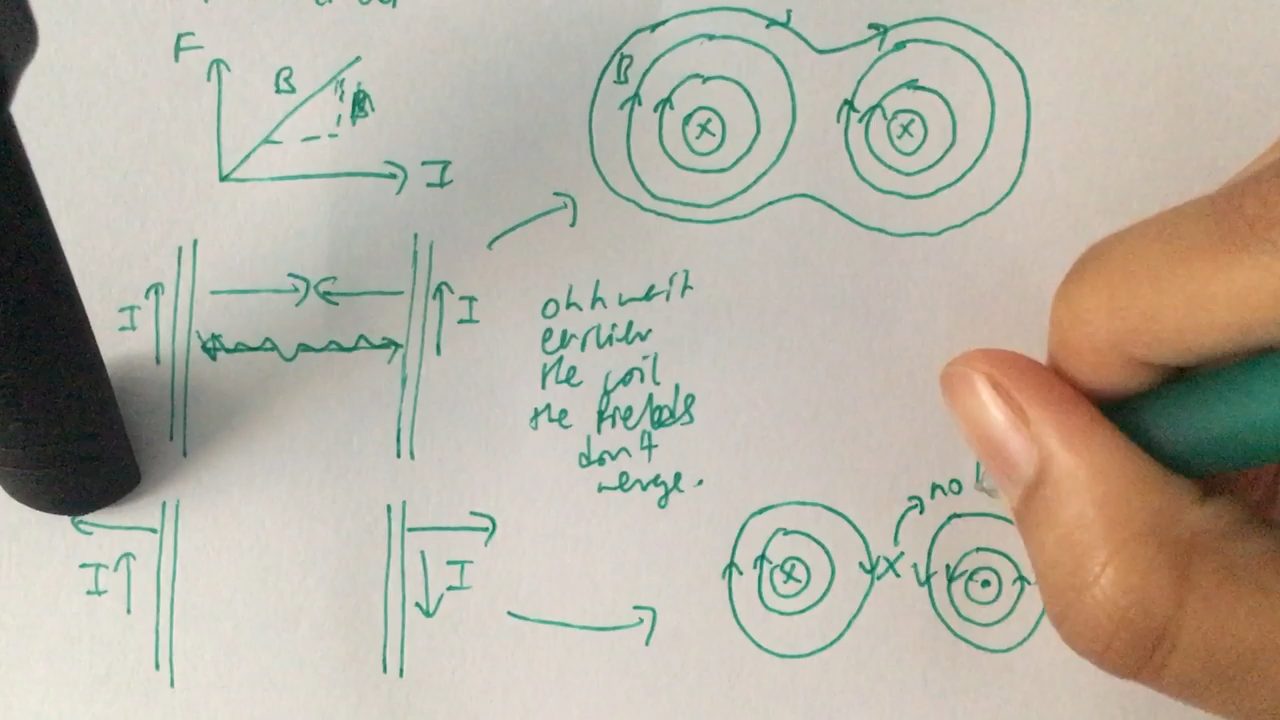 F
B
I
B
I
I
ohh wait
earlier
the coil
the fields
don't
merge.
no
I
I